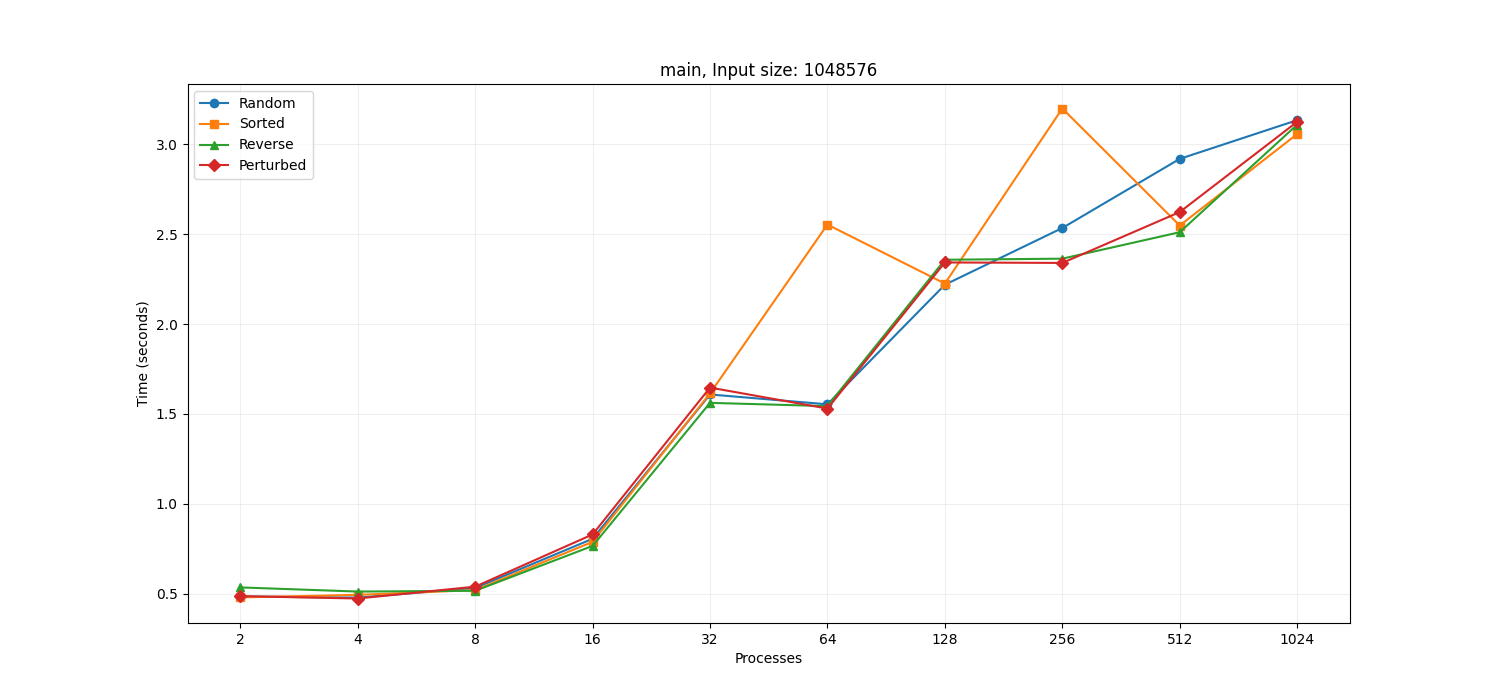 main, Input size: 1048576
Random
Sorted
Reverse
Perturbed
3.0
2.5
2.0
1.5
1.0
0.5
Time (seconds)
2 4 8 16 32 64 128 256 512 1024
Processes